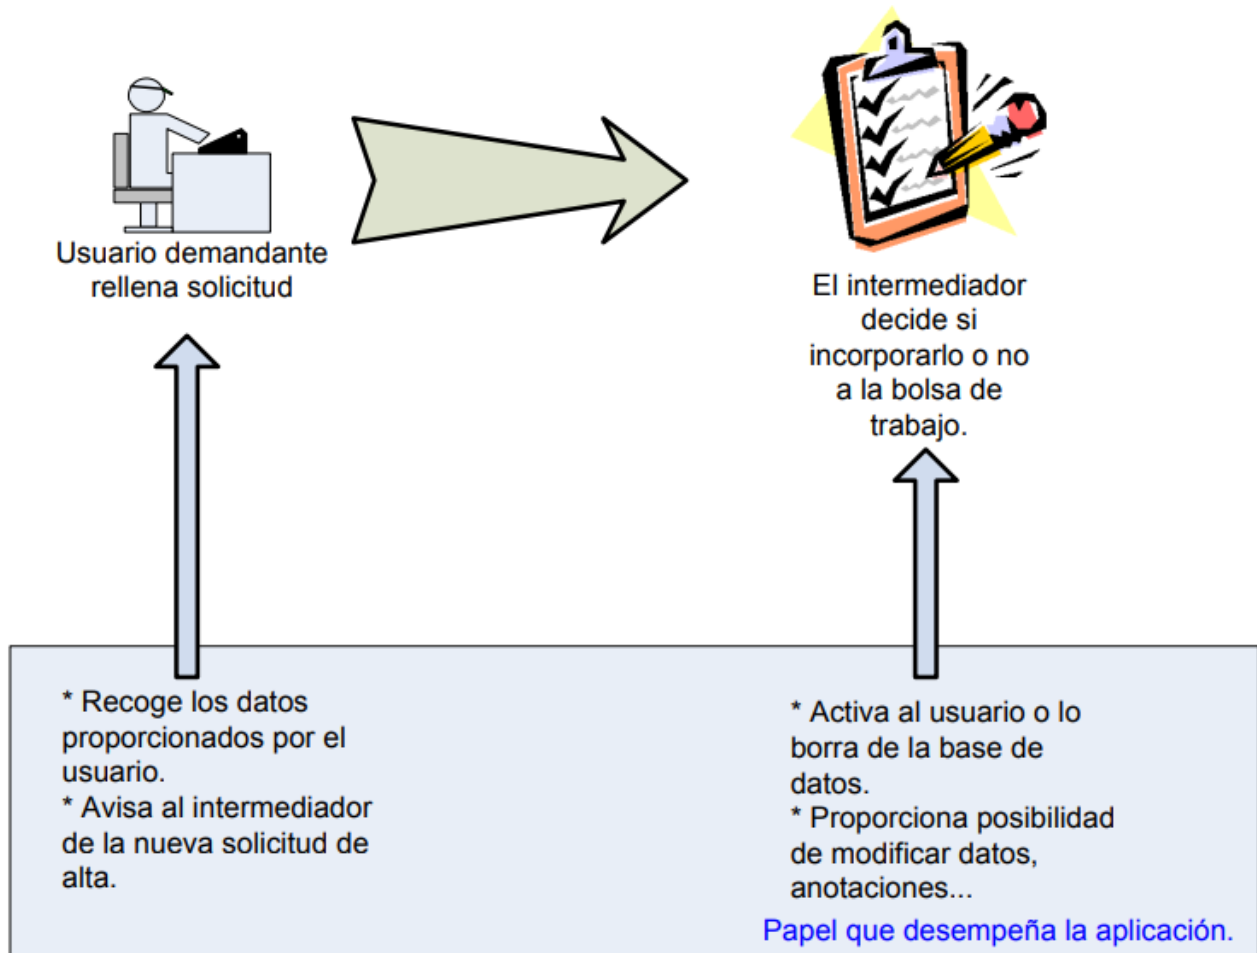 Usuario demandante
rellena solicitud
El intermediador
decide si
incorporarlo o no
a la bolsa de
trabajo.
* Recoge los datos
proporcionados por el
usuario.
* Avisa al intermediador
de la nueva solicitud de
alta.
* Activa al usuario o lo
borra de la base de
datos.
* Proporciona posibilidad
de modificar datos,
anotaciones...
Papel que desempeña la aplicación.